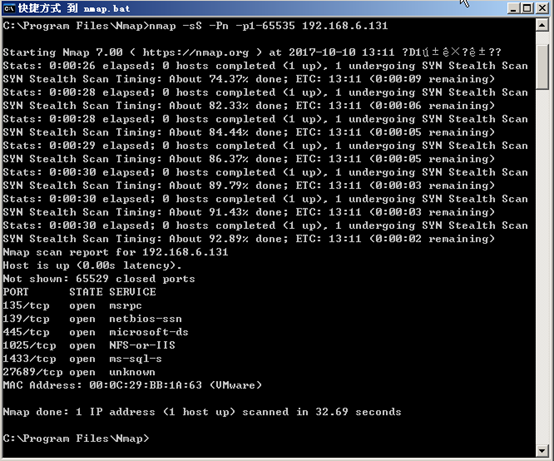 快捷方式 到 nmap.bat
C:\Program Files\Nmap>nmap -sS -Pn -p1-65535 192.168.6.131
Starting Nmap 7.00 ( https://nmap.org ) at 2017-10-10 13:11 ?D1ú±ê×?ê±??
Stats: 0:00:26 elapsed; 0 hosts completed (1 up), 1 undergoing SYN Stealth Scan
SYN Stealth Scan Timing: About 74.37% done; ETC: 13:11 (0:00:09 remaining)
Stats: 0:00:28 elapsed; 0 hosts completed (1 up), 1 undergoing SYN Stealth Scan
SYN Stealth Scan Timing: About 82.33% done; ETC: 13:11 (0:00:06 remaining)
Stats: 0:00:28 elapsed; 0 hosts completed (1 up), 1 undergoing SYN Stealth Scan
SYN Stealth Scan Timing: About 84.44% done; ETC: 13:11 (0:00:05 remaining)
Stats: 0:00:29 elapsed; 0 hosts completed (1 up), 1 undergoing SYN Stealth Scan
SYN Stealth Scan Timing: About 86.37% done; ETC: 13:11 (0:00:05 remaining)
Stats: 0:00:30 elapsed; 0 hosts completed (1 up), 1 undergoing SYN Stealth Scan
SYN Stealth Scan Timing: About 89.79% done; ETC: 13:11 (0:00:03 remaining)
Stats: 0:00:30 elapsed; 0 hosts completed (1 up), 1 undergoing SYN Stealth Scan
SYN Stealth Scan Timing: About 91.43% done; ETC: 13:11 (0:00:03 remaining)
Stats: 0:00:30 elapsed; 0 hosts completed (1 up), 1 undergoing SYN Stealth Scan
SYN Stealth Scan Timing: About 92.89% done; ETC: 13:11 (0:00:02 remaining)
Nmap scan report for 192.168.6.131
Host is up (0.00s latency).
Not shown: 65529 closed ports
PORT STATE SERVICE
135/tcp open msrpc
139/tcp open netbios-ssn
445/tcp open microsoft-ds
1025/tcp open NFS-or-IIS
1433/tcp open ms-sql-s
27689/tcp open unknown
MAC Address: 00:0C:29:BB:1A:63 (VMware)
Nmap done: 1 IP address (1 host up) scanned in 32.69 seconds
C:\Program Files\Nmap>